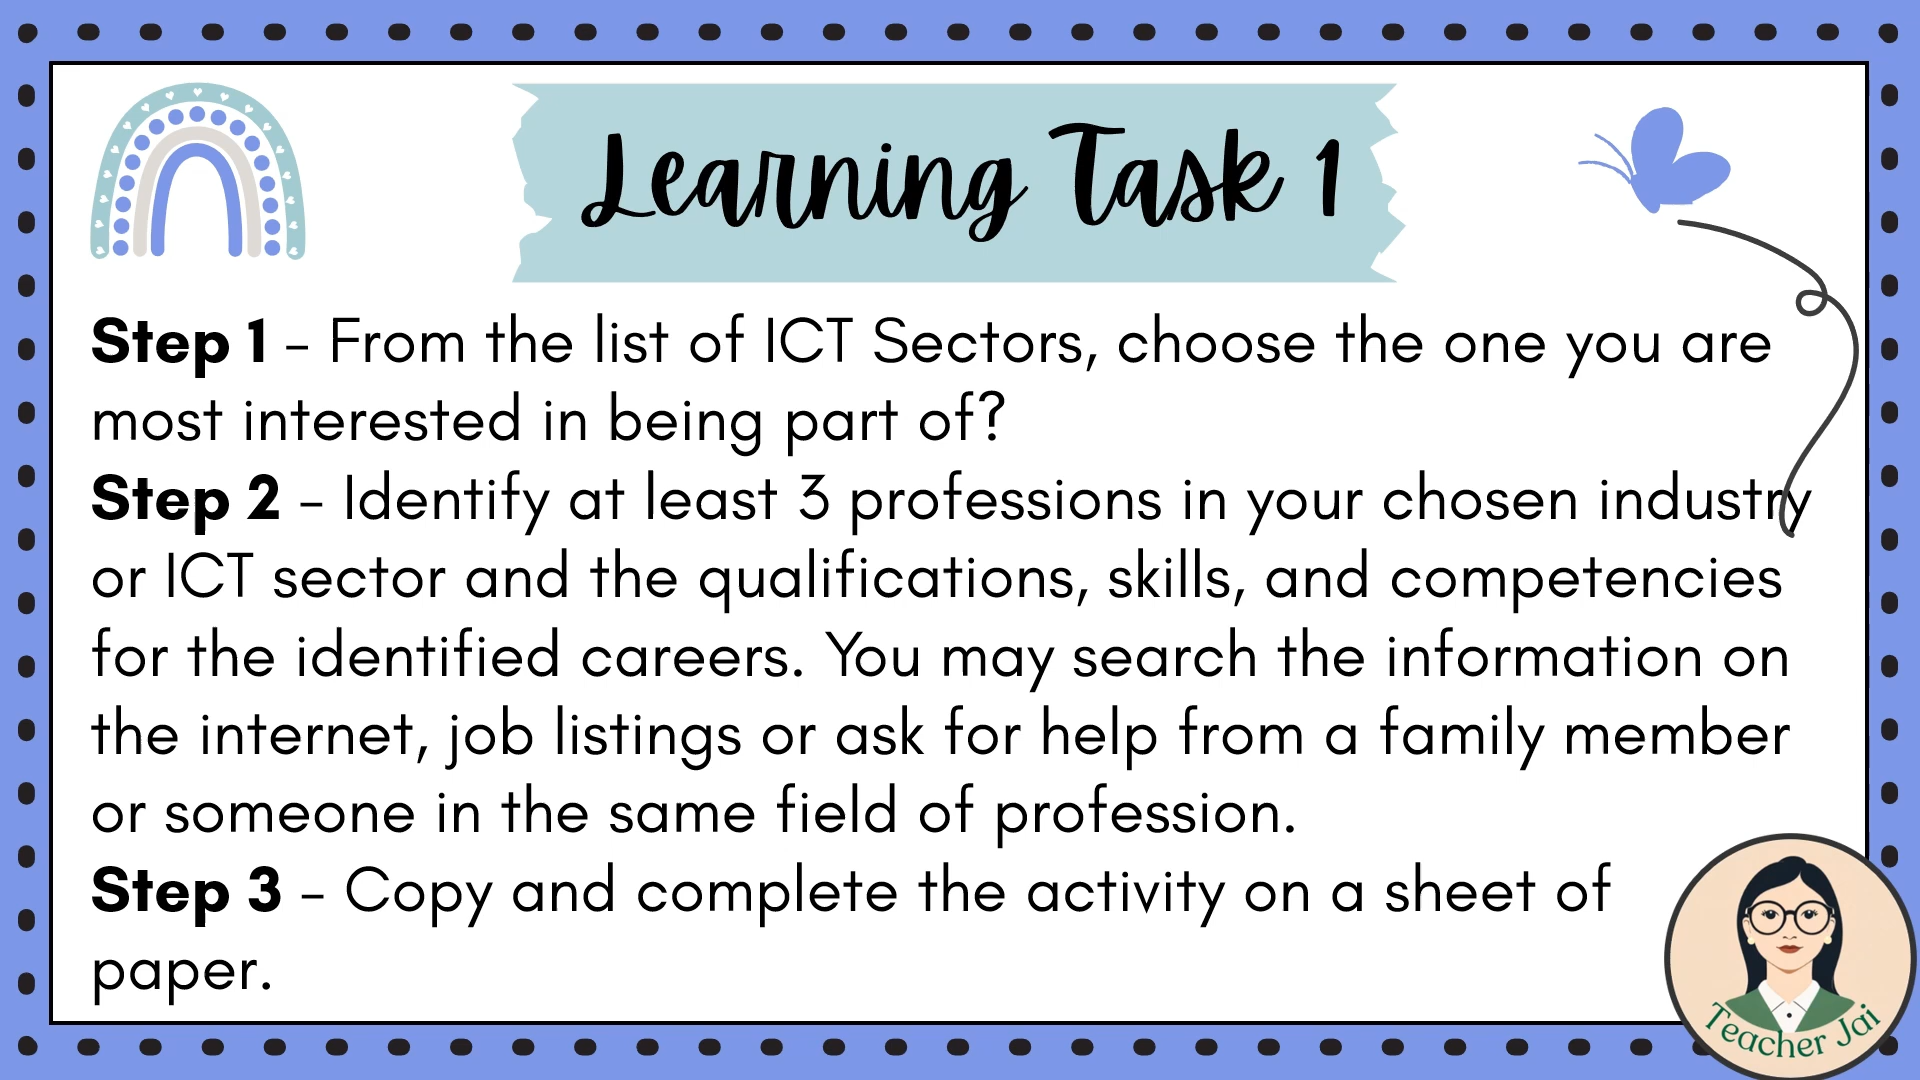 Learning Task 1
Step 1 – From the list of ICT Sectors, choose the one you are
most interested in being part of?
Step 2 – Identify at least 3 professions in your chosen industry
or ICT sector and the qualifications, skills, and competencies
for the identified careers. You may search the information on
the internet, job listings or ask for help from a family member
or someone in the same field of profession.
Step 3 – Copy and complete the activity on a sheet of
paper.
Teacher Jai